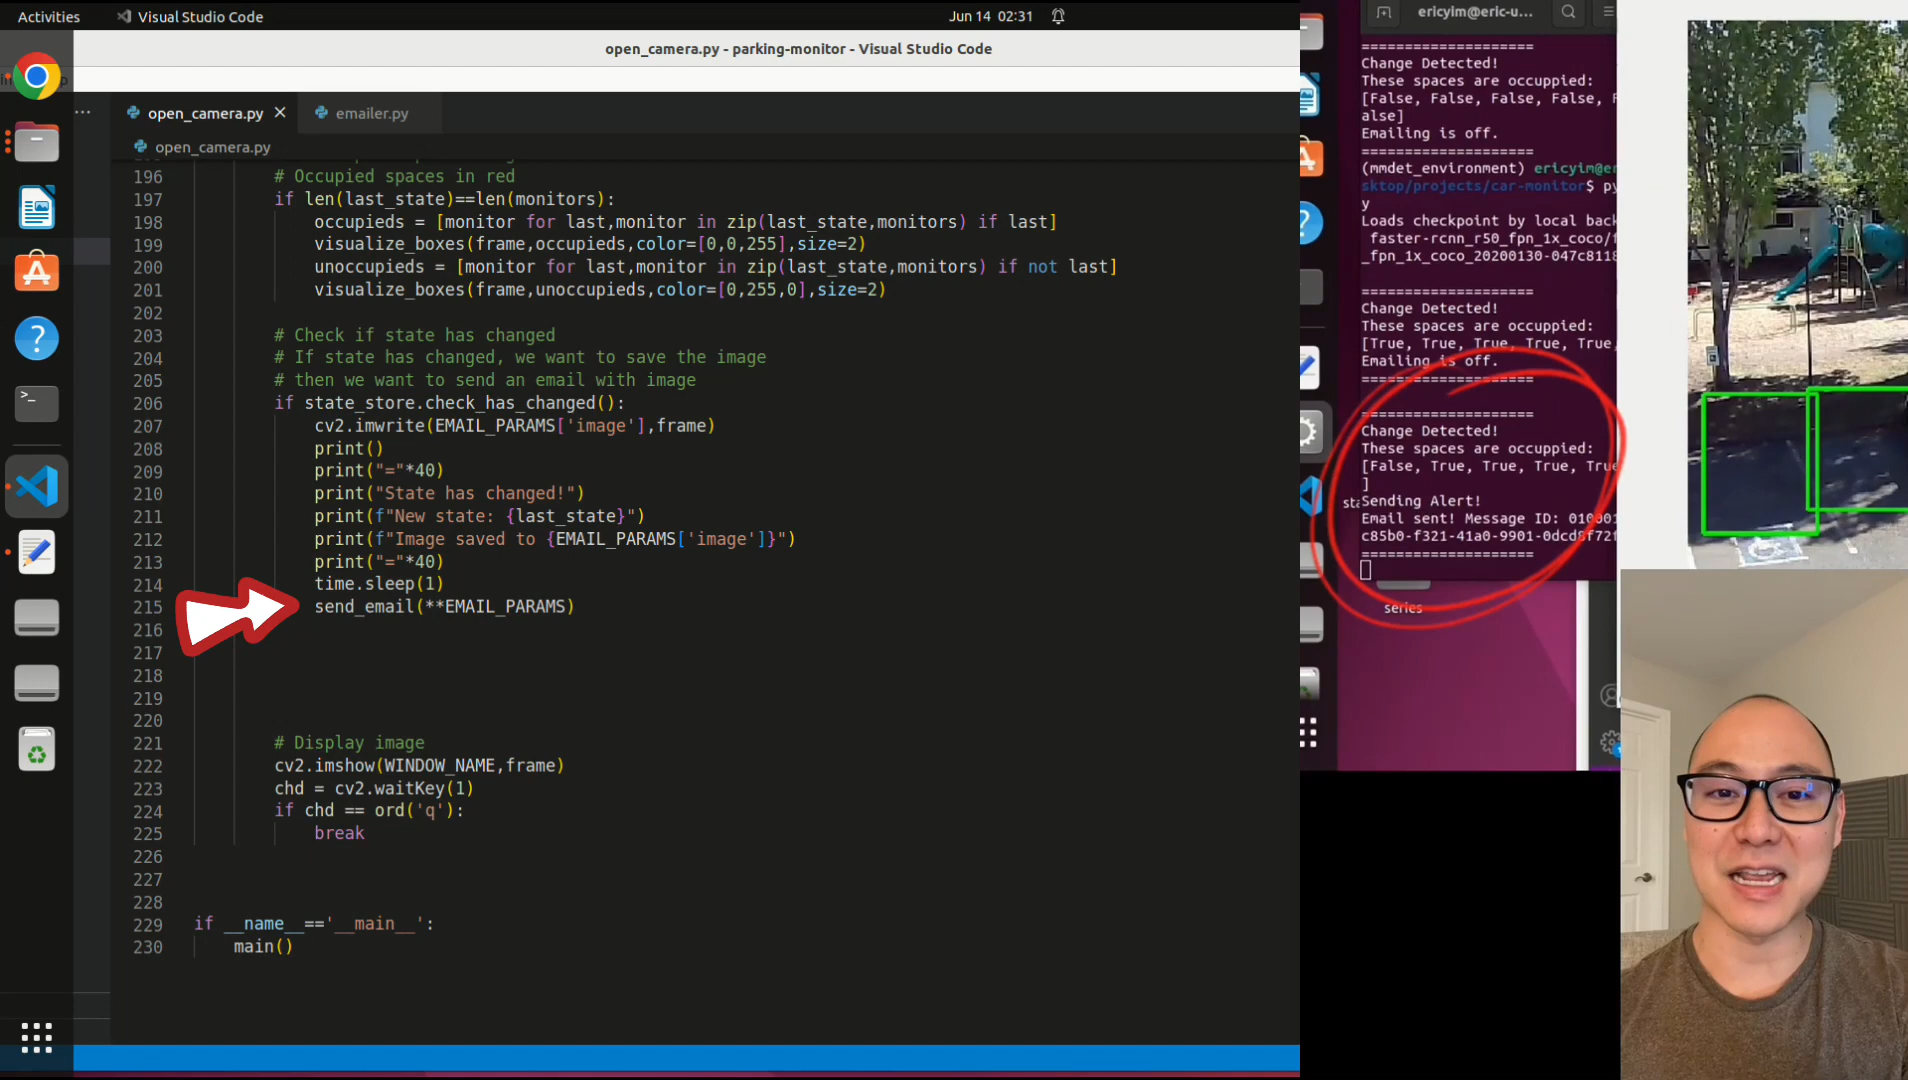 Activities
Visual Studio Code
Jun 14 02:31
open_camera.py - parking-monitor - Visual Studio Code
open_camera.py
emailer.py
open_camera.py
196 # Occupied spaces in red
197 if len(last_state)==len(monitors):
198 occupieds = [monitor for last,monitor in zip(last_state,monitors) if last]
199 visualize_boxes(frame,occupieds,color=[0,0,255],size=2)
200 unoccupieds = [monitor for last,monitor in zip(last_state,monitors) if not last]
201 visualize_boxes(frame,unoccupieds,color=[0,255,0],size=2)
202
203 # Check if state has changed
204 # If state has changed, we want to save the image
205 # then we want to send an email with image
206 if state_store.check_has_changed():
207 cv2.imwrite(EMAIL_PARAMS['image'],frame)
208 print()
209 print("="*40)
210 print("State has changed!")
211 print(f"New state: {last_state}")
212 print(f"Image saved to {EMAIL_PARAMS['image']}")
213 print("="*40)
214 time.sleep(1)
215 send_email(**EMAIL_PARAMS)
216
217
218
219
220
221 # Display image
222 cv2.imshow(WINDOW_NAME,frame)
223 chd = cv2.waitKey(1)
224 if chd == ord('q'):
225 break
226
227
228
229 if __name__=='__main__':
230 main()
ericyim@eric-u...
====================
Change Detected!
These spaces are occuppied:
[False, False, False, False, F
alse]
Emailing is off.
====================
(mmdet_environment) ericyim@er
sktop/projects/car-monitor$ py
y
Loads checkpoint by local back
faster-rcnn_r50_fpn_1x_coco/f
_fpn_1x_coco_20200130-047c8118
====================
Change Detected!
These spaces are occuppied:
[True, True, True, True, True,
Emailing is off.
====================
====================
Change Detected!
These spaces are occuppied:
[False, True, True, True, True
]
Sending Alert!
Email sent! Message ID: 010001
c85b0-f321-41a0-9901-0dcd8f72f
====================
series